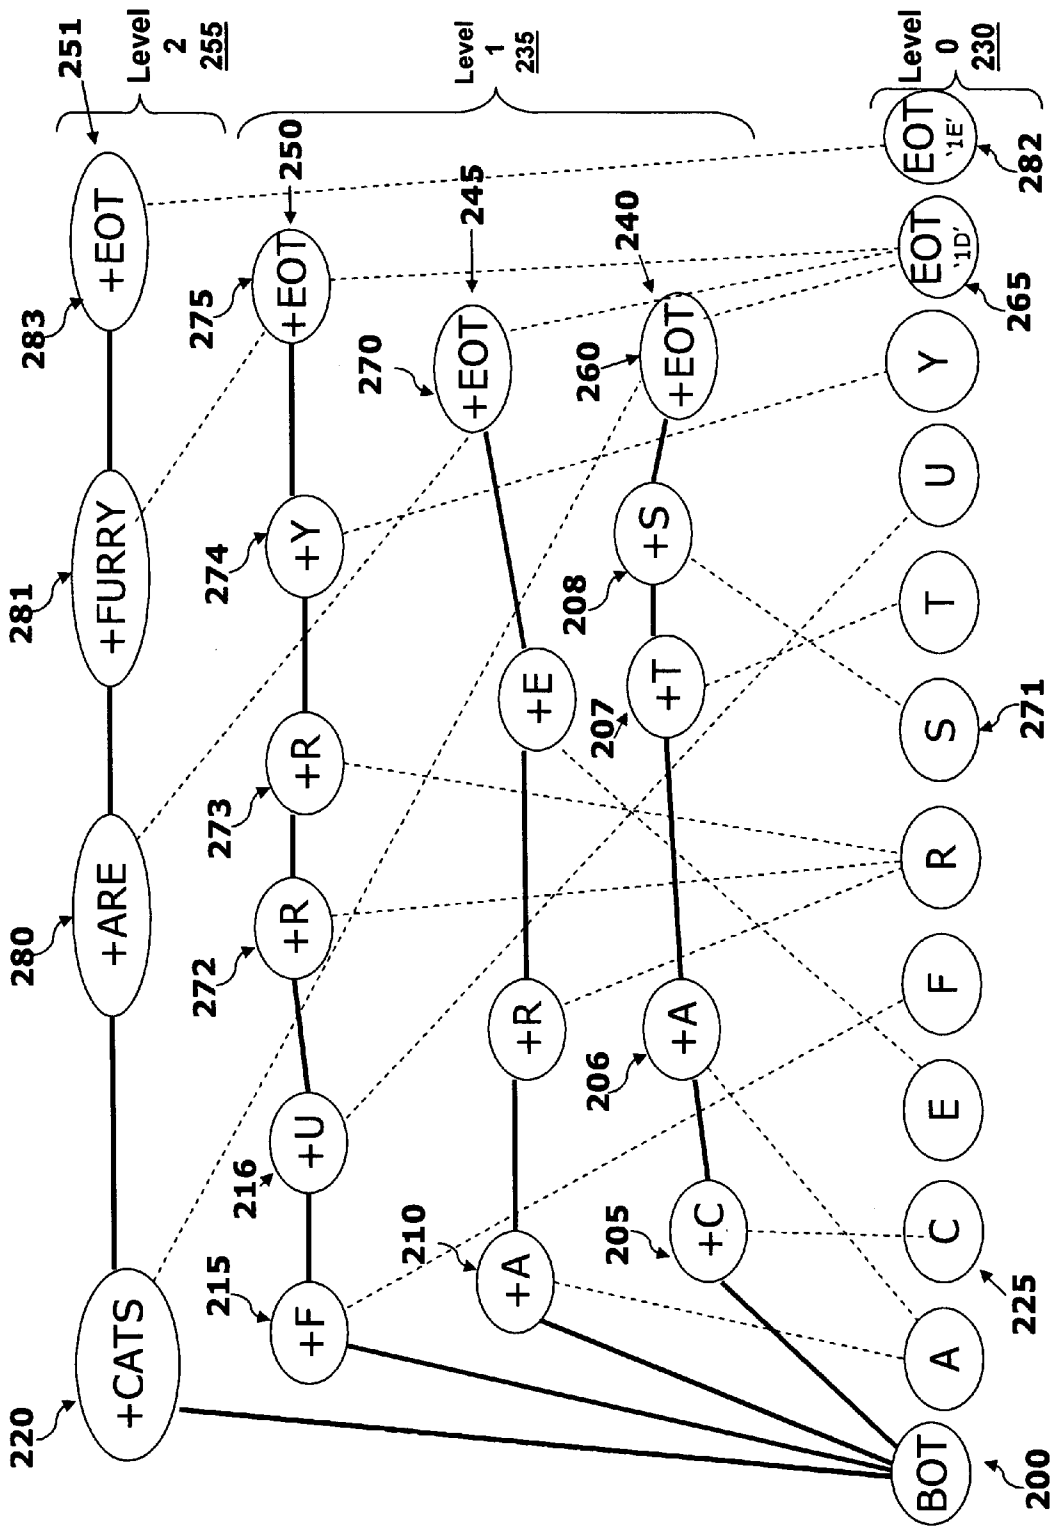 220
280
281
283
251
+CATS
+ARE
+FURRY
+EOT
Level
2
255
215
216
272
273
274
275
250
+F
+U
+R
+R
+Y
+EOT
210
270
245
+A
+R
+E
+EOT
Level
1
235
205
206
207
208
260
240
+C
+A
+T
+S
+EOT
BOT
A
C
E
F
R
S
T
U
Y
EOT
'1D'
EOT
'1E'
Level
0
230
200
225
271
265
282